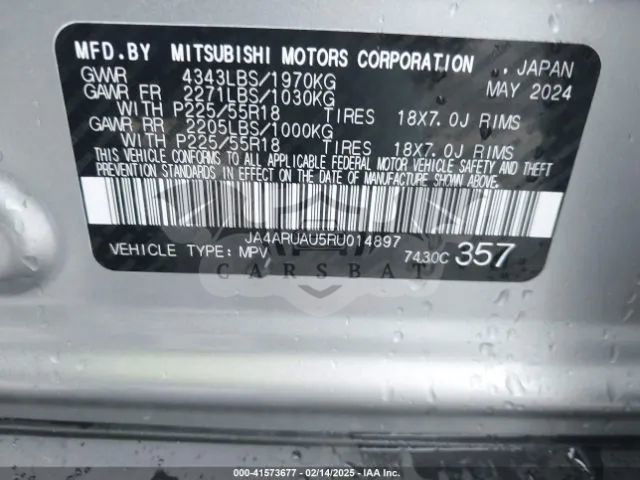 MFD.BY MITSUBISHI MOTORS CORPORATION ., JAPAN
GVWR 4343LBS/1970KG MAY 2024
GAWR FR 2271LBS/1030KG
WITH P225/55R18 TIRES 18X7.0J RIMS
GAWR RR 2205LBS/1000KG
WITH P225/55R18 TIRES 18X7.0J RIMS
THIS VEHICLE CONFORMS TO ALL APPLICABLE FEDERAL MOTOR VEHICLE SAFETY AND THEFT
PREVENTION STANDARDS IN EFFECT ON THE DATE OF MANUFACTURE SHOWN ABOVE.
JA4ARUAU5RU014897
VEHICLE TYPE: MPV 7430C 357
CARSBAT
00-41573677 - 02/14/2025 - IAA Inc.